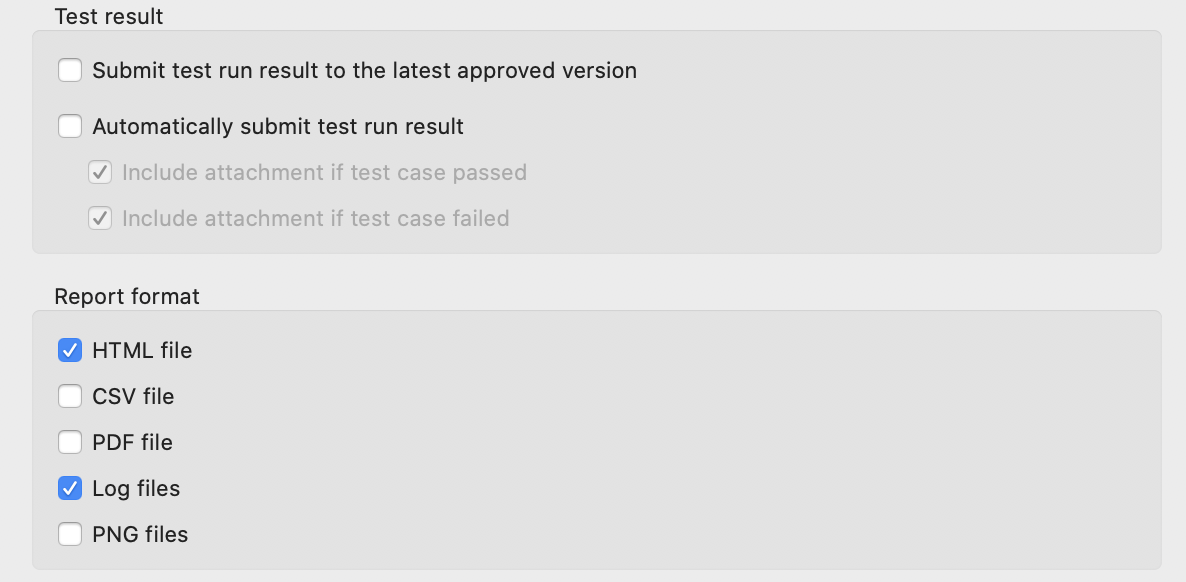 Test result
Submit test run result to the latest approved version
Automatically submit test run result
Include attachment if test case passed
Include attachment if test case failed
Report format
HTML file
CSV file
PDF file
Log files
PNG files